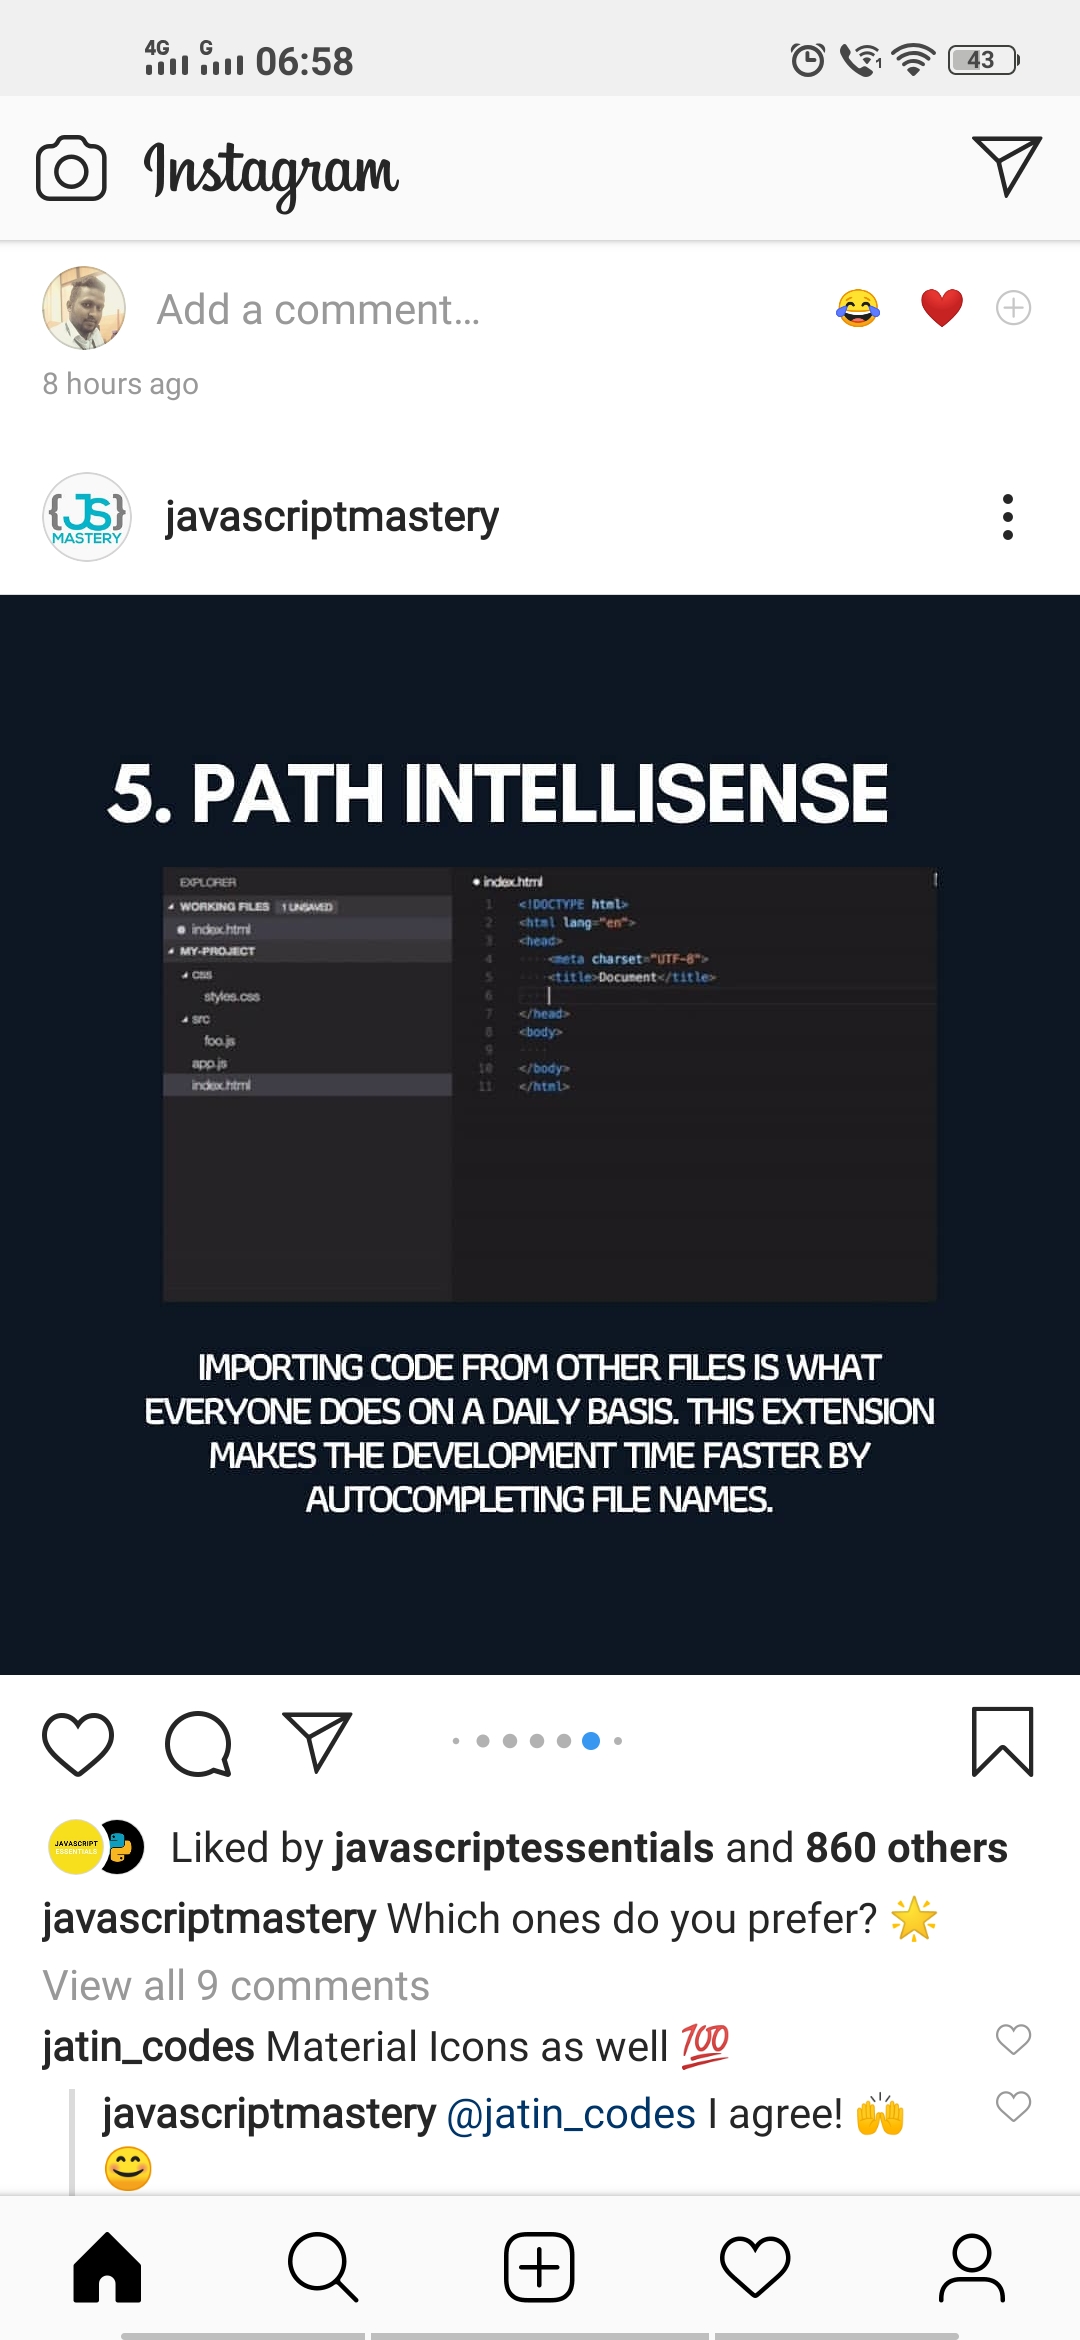 4G G 06:58 1 43
Instagram
Add a comment...
8 hours ago
{JS} MASTERY javascriptmastery
5. PATH INTELLISENSE
EXPLORER
WORKING FILES 1 UNSAVED
index.html
MY-PROJECT
css
styles.css
src
foo.js
app.js
index.html
index.html
1 <!DOCTYPE html>
2 <html lang="en">
3 <head>
4 <meta charset="UTF-8">
5 <title>Document</title>
6
7 </head>
8 <body>
9
10 </body>
11 </html>
IMPORTING CODE FROM OTHER FILES IS WHAT
EVERYONE DOES ON A DAILY BASIS. THIS EXTENSION
MAKES THE DEVELOPMENT TIME FASTER BY
AUTOCOMPLETING FILE NAMES.
JAVASCRIPT ESSENTIALS Liked by javascriptessentials and 860 others
javascriptmastery Which ones do you prefer? 🌟
View all 9 comments
jatin_codes Material Icons as well 💯
javascriptmastery @jatin_codes I agree! 🙌
😊